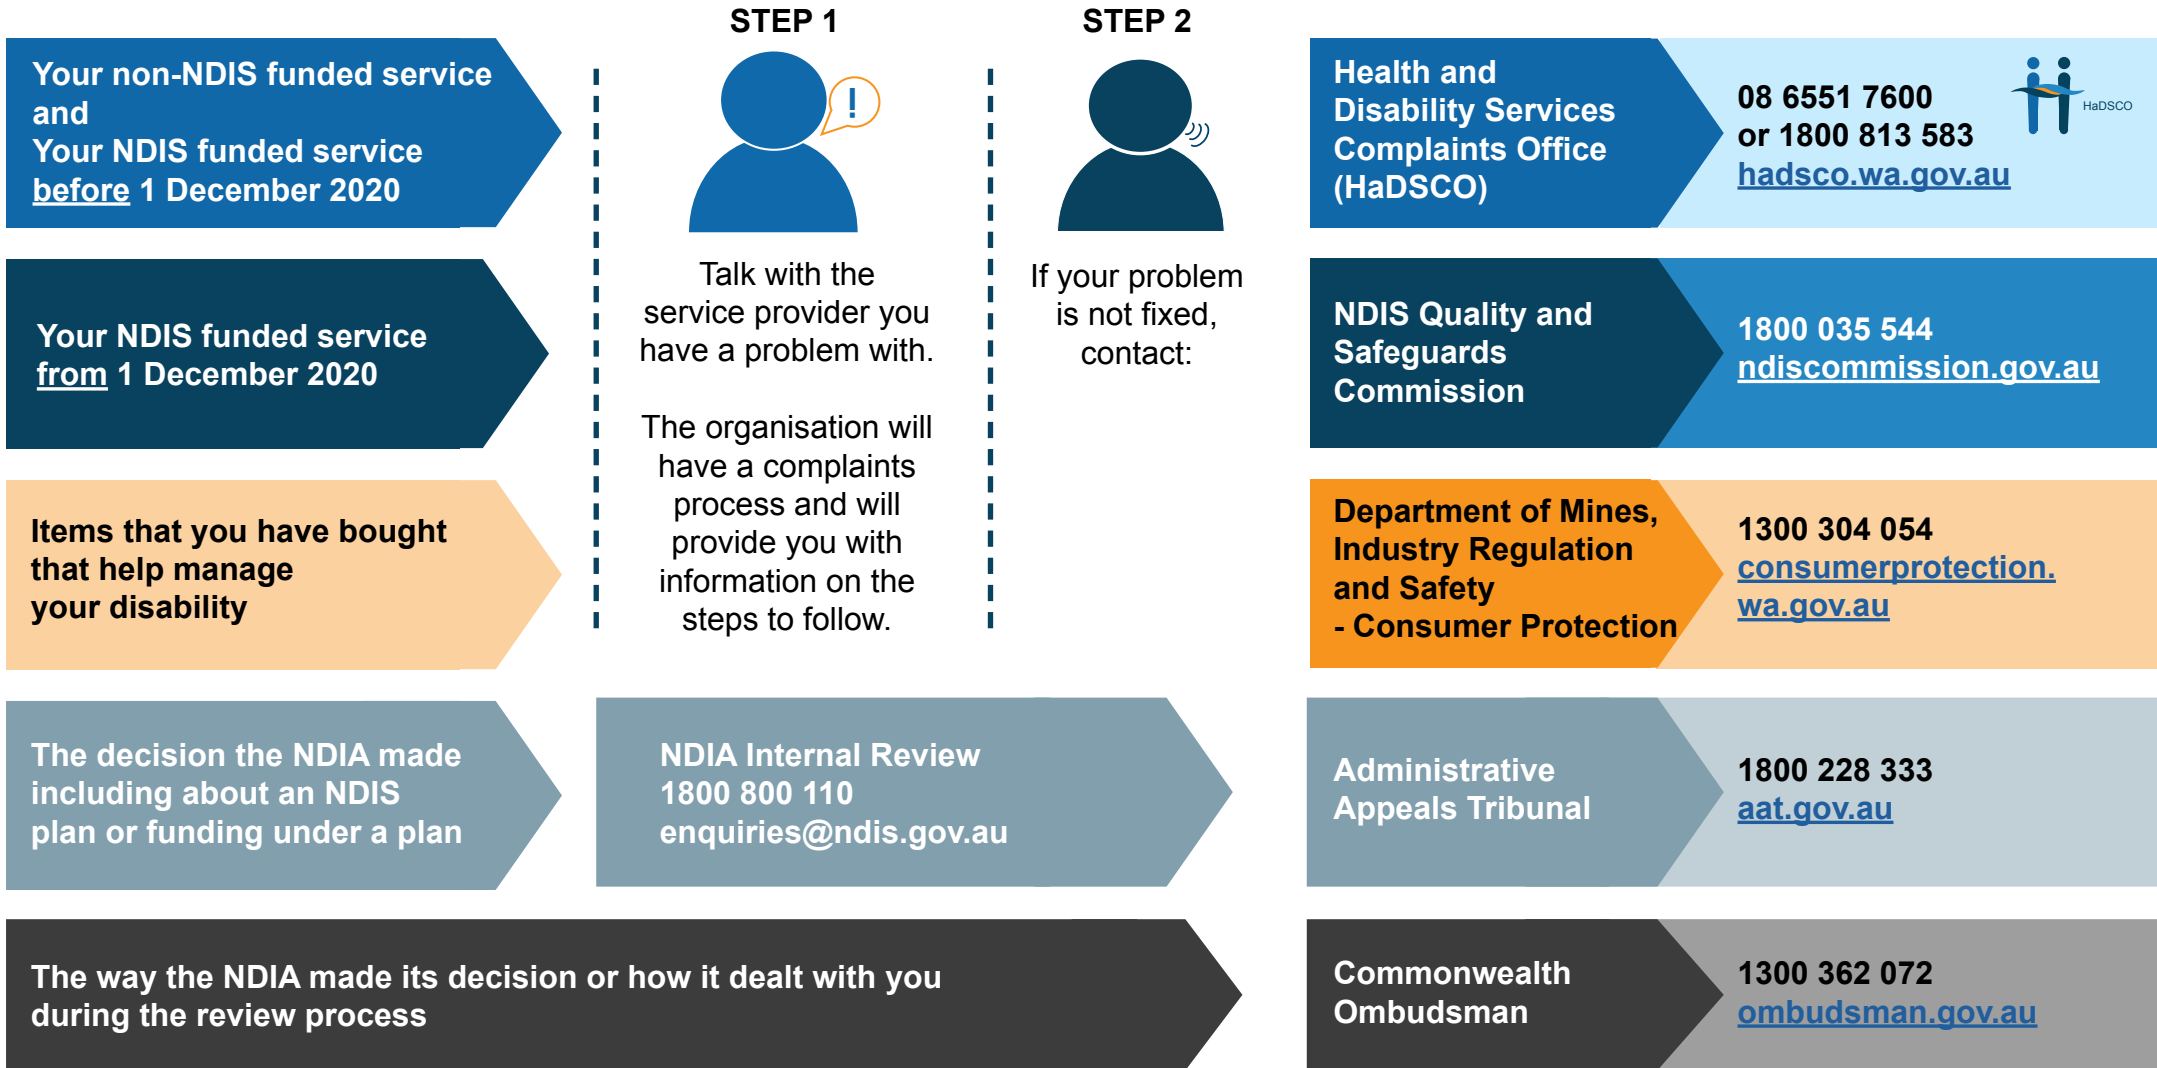 STEP 1
STEP 2
Your non-NDIS funded service
and
Your NDIS funded service
before 1 December 2020
!
Health and
Disability Services
Complaints Office
(HaDSCO)
08 6551 7600
or 1800 813 583
hadsco.wa.gov.au
HaDSCO
Talk with the
service provider you
have a problem with.
The organisation will
have a complaints
process and will
provide you with
information on the
steps to follow.
If your problem
is not fixed,
contact:
Your NDIS funded service
from 1 December 2020
NDIS Quality and
Safeguards
Commission
1800 035 544
ndiscommission.gov.au
Items that you have bought
that help manage
your disability
Department of Mines,
Industry Regulation
and Safety
- Consumer Protection
1300 304 054
consumerprotection.
wa.gov.au
The decision the NDIA made
including about an NDIS
plan or funding under a plan
NDIA Internal Review
1800 800 110
enquiries@ndis.gov.au
Administrative
Appeals Tribunal
1800 228 333
aat.gov.au
The way the NDIA made its decision or how it dealt with you
during the review process
Commonwealth
Ombudsman
1300 362 072
ombudsman.gov.au